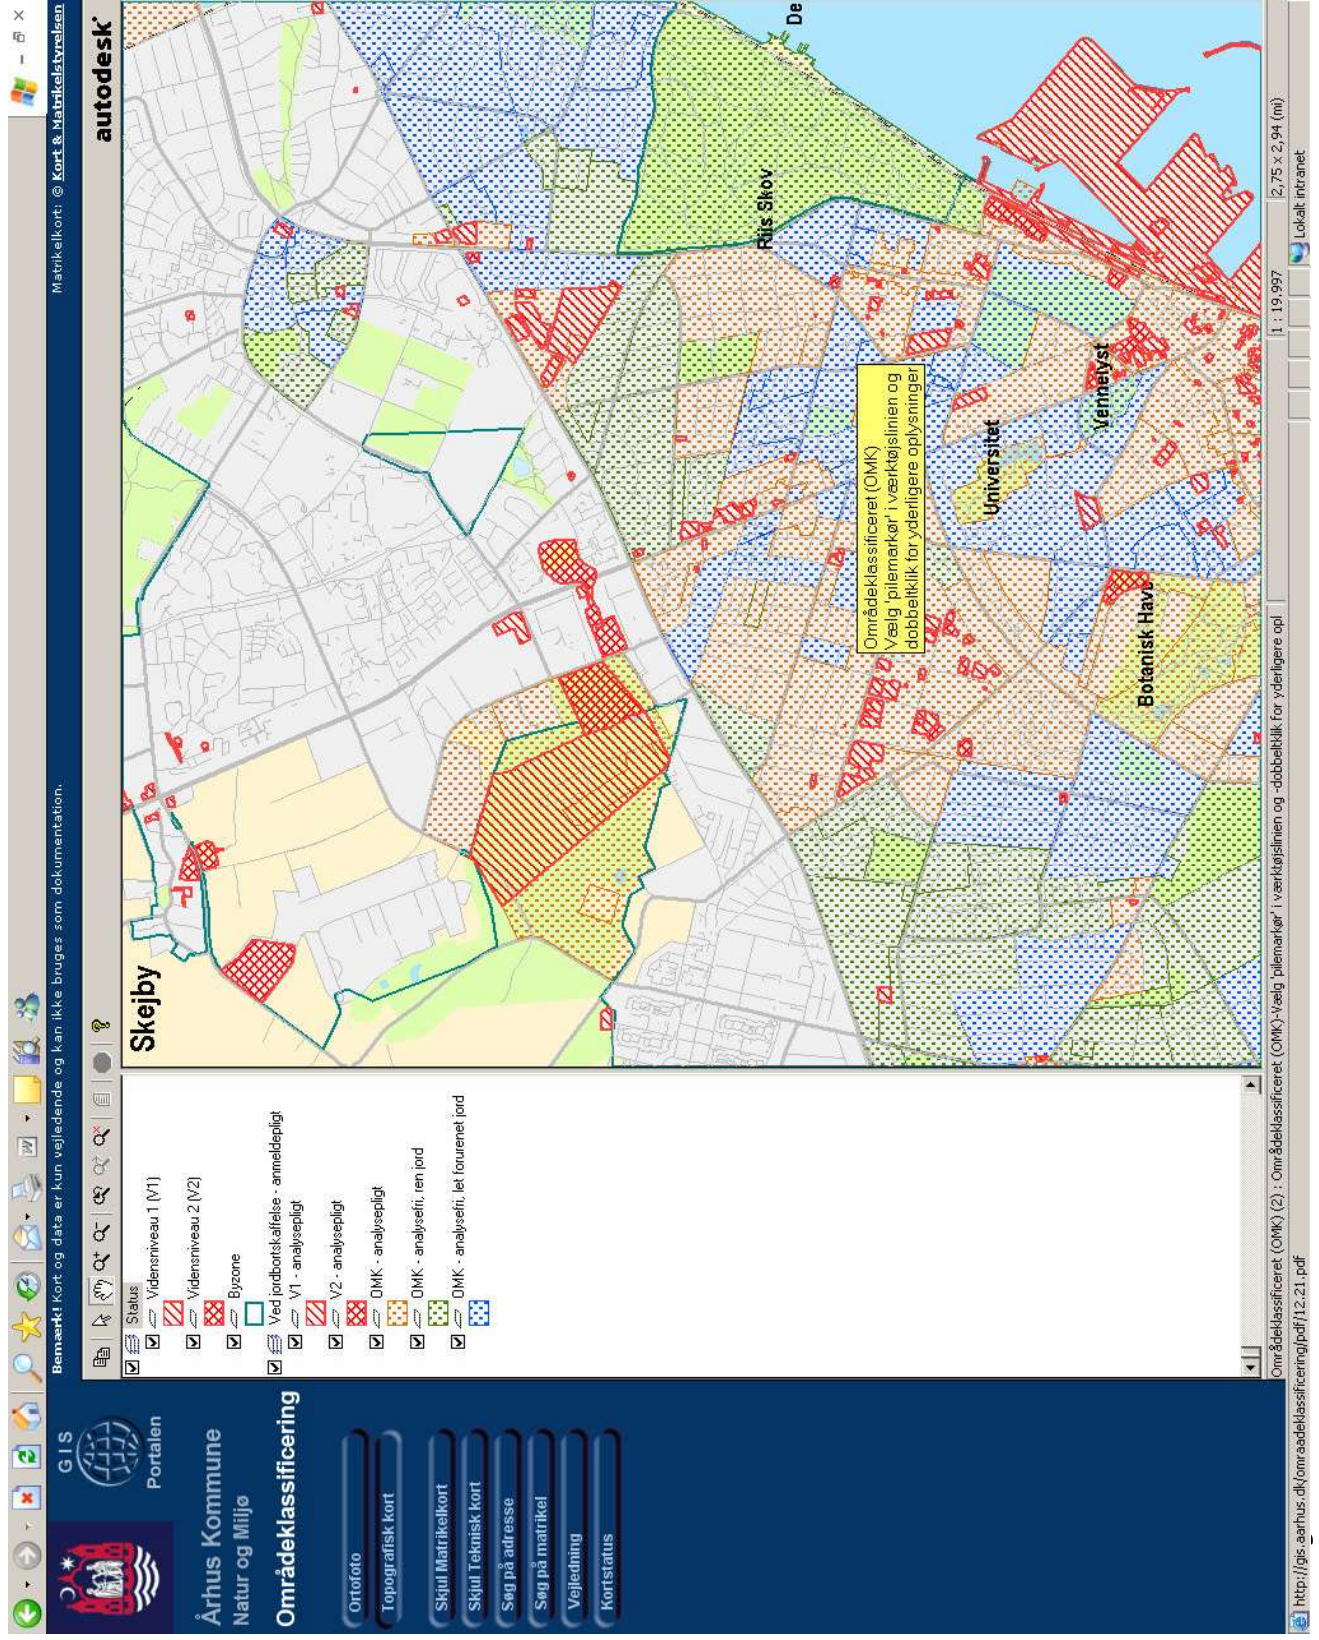 Bemærk! Kort og data er kun vejledende og kan ikke bruges som dokumentation.
Matrikelkort: © Kort & Matrikelstyrelsen
GIS
Portalen
Århus Kommune
Natur og Miljø
Områdeklassificering
Ortofoto
Topografisk kort
Skjul Matrikelkort
Skjul Teknisk kort
Søg på adresse
Søg på matrikel
Vejledning
Kortstatus
autodesk
Status
Vidensniveau 1 (V1)
Vidensniveau 2 (V2)
Byzone
Ved jordbortskaffelse - anmeldepligt
V1 - analysepligt
V2 - analysepligt
OMK - analysepligt
OMK - analysefri, ren jord
OMK - analysefri, let forurenet jord
Skejby
Riis Skov
De
Områdeklassificeret (OMK)
Vælg 'pilemarkør' i værktøjslinien og
dobbeltklik for yderligere oplysninger
Universitet
Vennelyst
Botanisk Have
Områdeklassificeret (OMK) (2) : Områdeklassificeret (OMK)-Vælg 'pilemarkør' i værktøjslinien og -dobbeltklik for yderligere opl
1 : 19.997
2,75 x 2,94 (mi)
http://gis.aarhus.dk/omraadeklassificering/pdf/12.21.pdf
Lokalt intranet